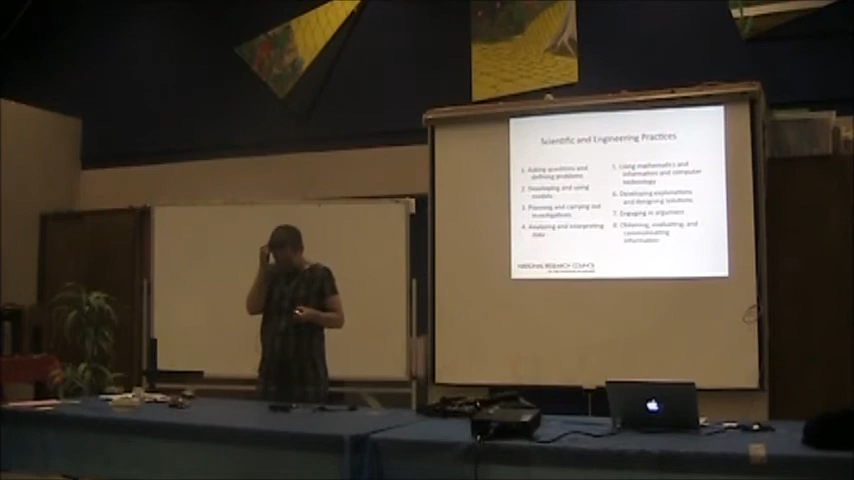 Scientific and Engineering Practices
1. Asking questions and
defining problems
2. Developing and using
models
3. Planning and carrying out
investigations
4. Analyzing and interpreting
data
5. Using mathematics and
information and computer
technology
6. Developing explanations
and designing solutions
7. Engaging in argument
8. Obtaining, evaluating, and
communicating
information
NATIONAL RESEARCH COUNCIL